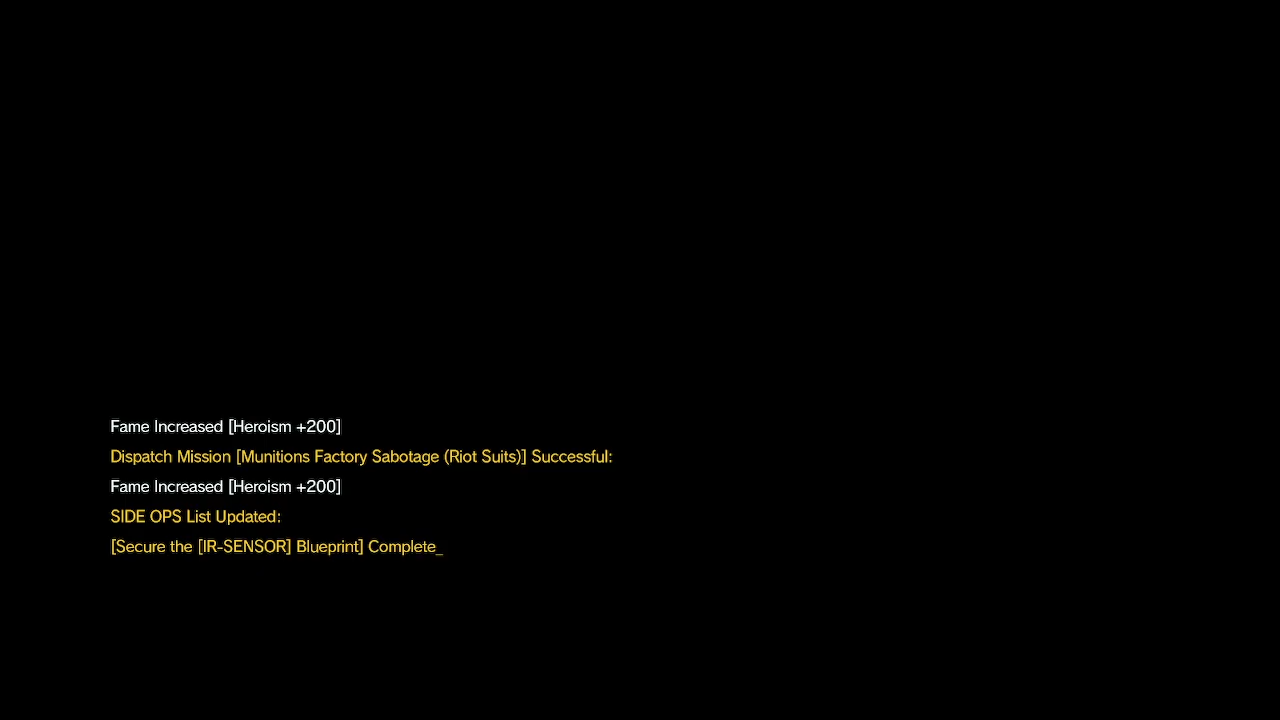 Fame Increased [Heroism +200]
Dispatch Mission [Munitions Factory Sabotage (Riot Suits)] Successful:
Fame Increased [Heroism +200]
SIDE OPS List Updated:
[Secure the [IR-SENSOR] Blueprint] Complete_